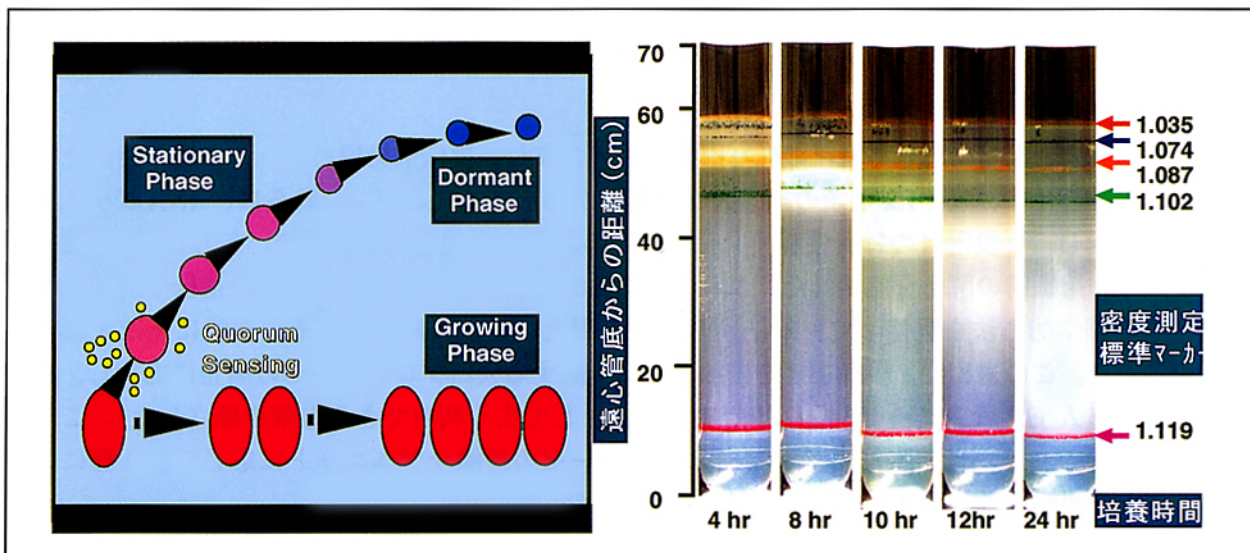 Stationary
Phase
Dormant
Phase
Quorum
Sensing
Growing
Phase
遠心管底からの距離 (cm)
70
60
40
20
0
1.035
1.074
1.087
1.102
密度測定
標準マーカー
1.119
4 hr
8 hr
10 hr
12hr
24 hr
培養時間